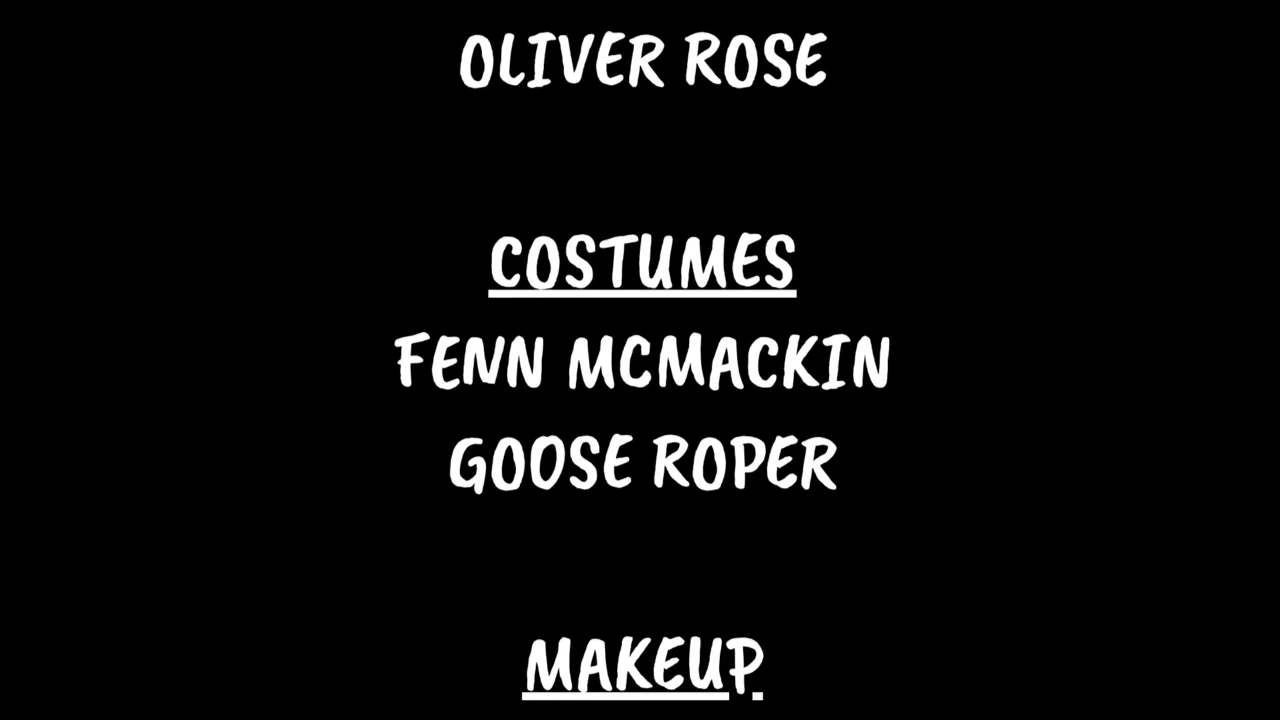 OLIVER ROSE
COSTUMES
FENN MCMACKIN
GOOSE ROPER
MAKEUP